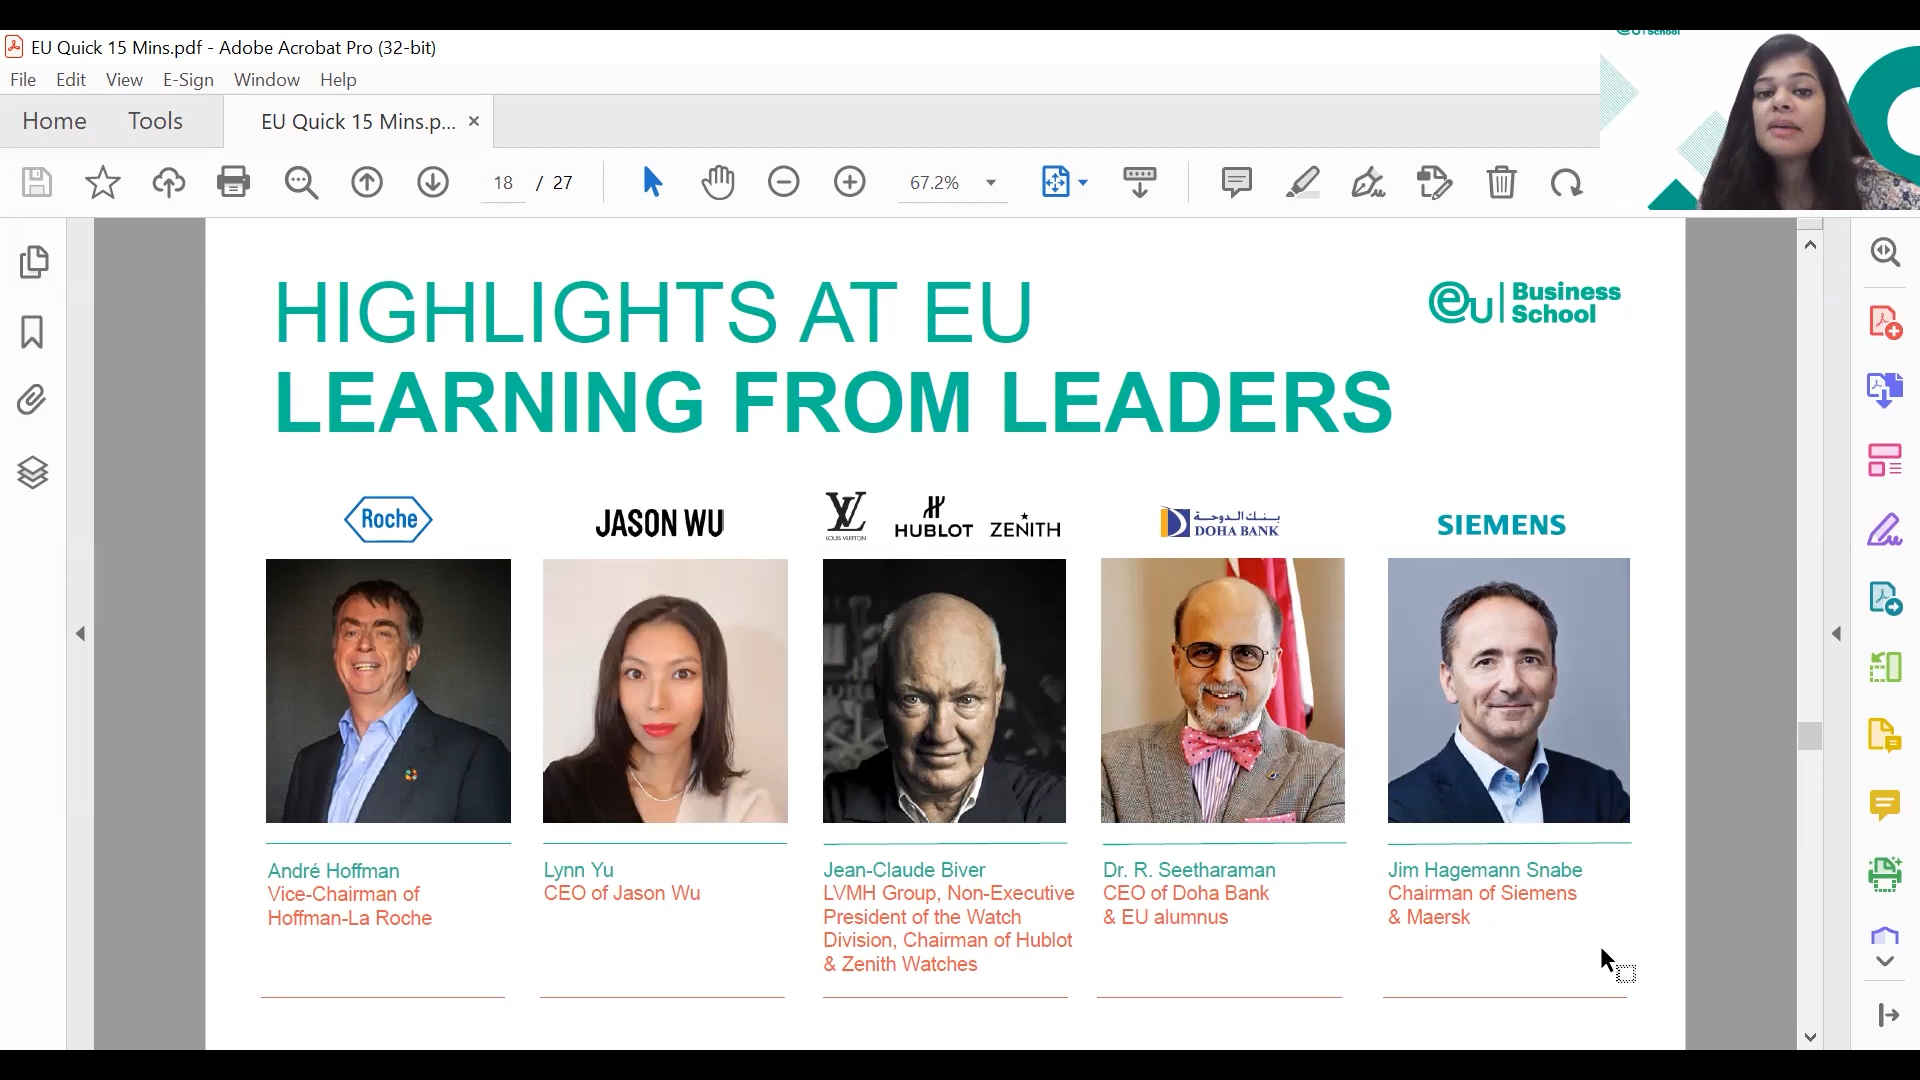 EU Quick 15 Mins.pdf - Adobe Acrobat Pro (32-bit)
File Edit View E-Sign Window Help
Home Tools EU Quick 15 Mins.p... ×
18 / 27 67.2%
HIGHLIGHTS AT EU
LEARNING FROM LEADERS
eu Business
School
Roche
JASON WU
LV
LOUIS VUITTON
HUBLOT
ZENITH
بنك الدوحة
DOHA BANK
SIEMENS
André Hoffman
Vice-Chairman of
Hoffman-La Roche
Lynn Yu
CEO of Jason Wu
Jean-Claude Biver
LVMH Group, Non-Executive
President of the Watch
Division, Chairman of Hublot
& Zenith Watches
Dr. R. Seetharaman
CEO of Doha Bank
& EU alumnus
Jim Hagemann Snabe
Chairman of Siemens
& Maersk